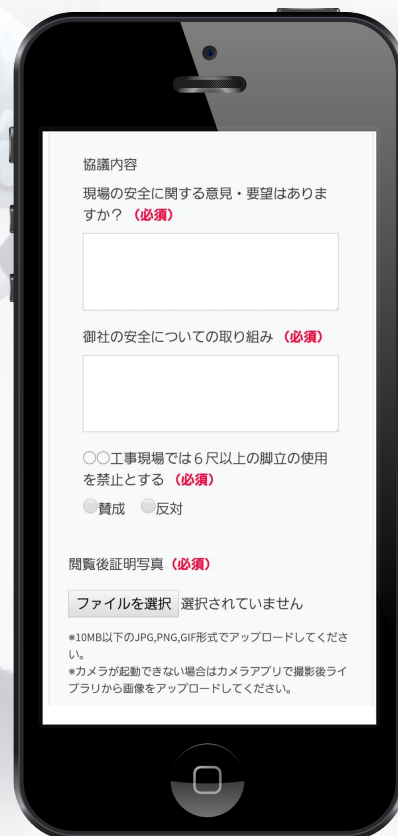 協議内容
現場の安全に関する意見・要望はありま
すか？（必須）
御社の安全についての取り組み（必須）
○○工事現場では６尺以上の脚立の使用
を禁止とする（必須）
賛成 反対
閲覧後証明写真（必須）
ファイルを選択 選択されていません
*10MB以下のJPG,PNG,GIF形式でアップロードしてくださ
い。
*カメラが起動できない場合はカメラアプリで撮影後ライ
ブラリから画像をアップロードしてください。